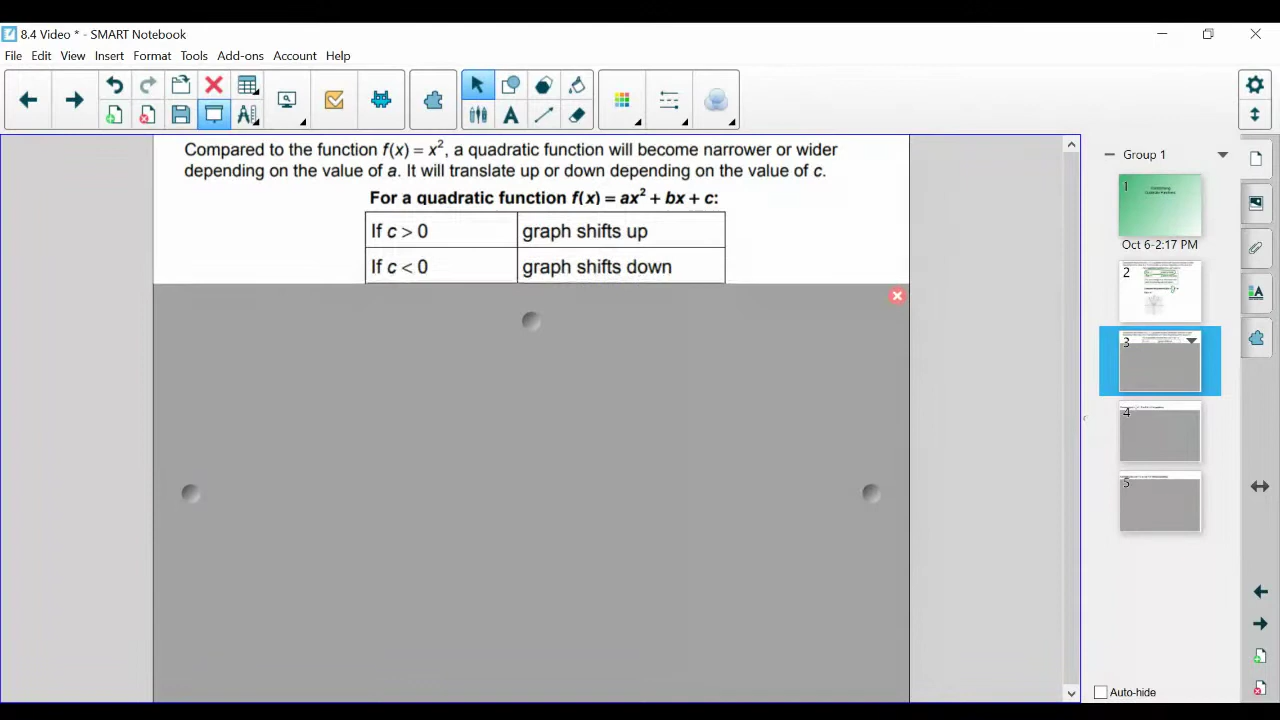 8.4 Video * - SMART Notebook
File Edit View Insert Format Tools Add-ons Account Help
Compared to the function f(x) = x², a quadratic function will become narrower or wider
depending on the value of a. It will translate up or down depending on the value of c.
For a quadratic function f(x) = ax² + bx + c:
If c > 0 graph shifts up
If c < 0 graph shifts down
Group 1
1
Oct 6-2:17 PM
2
3
4
5
Auto-hide